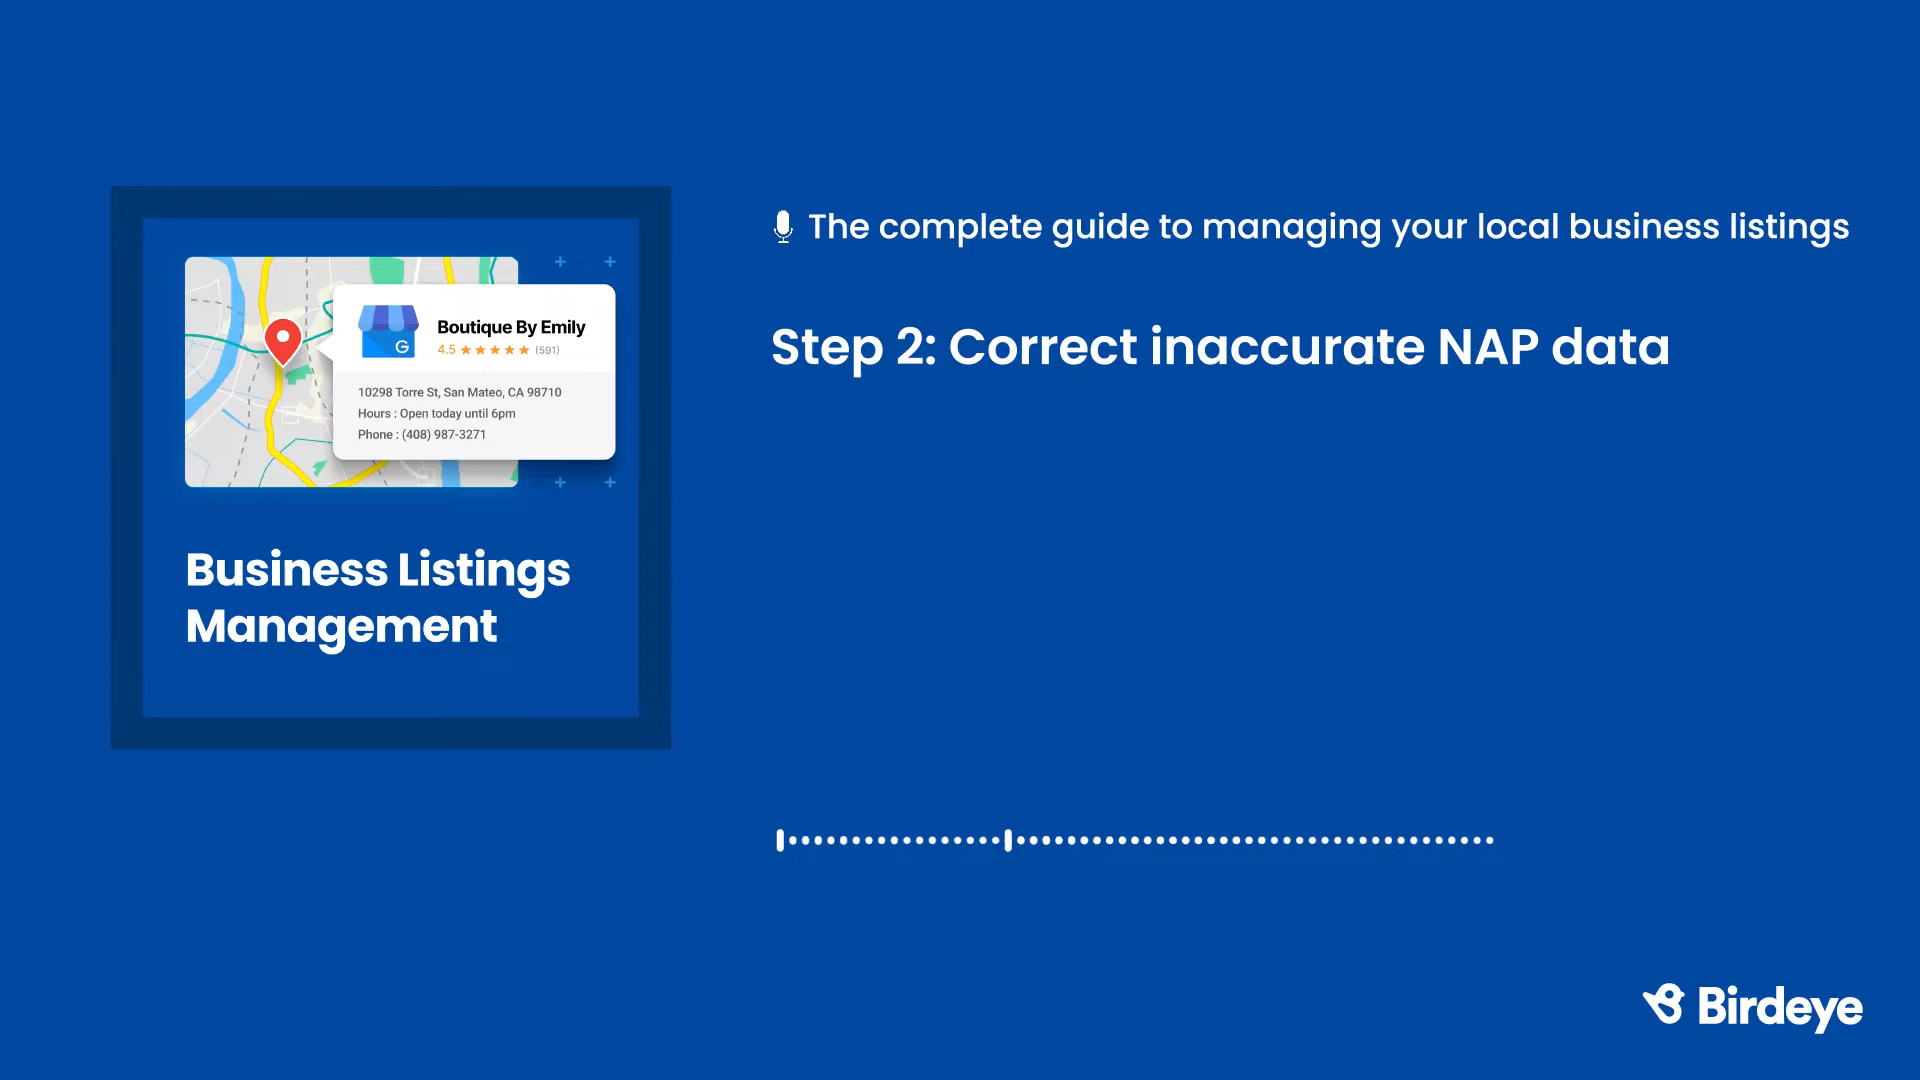 The complete guide to managing your local business listings
Step 2: Correct inaccurate NAP data
Boutique By Emily
4.5 (591)
G
10298 Torre St, San Mateo, CA 98710
Hours : Open today until 6pm
Phone : (408) 987-3271
Business Listings
Management
Birdeye